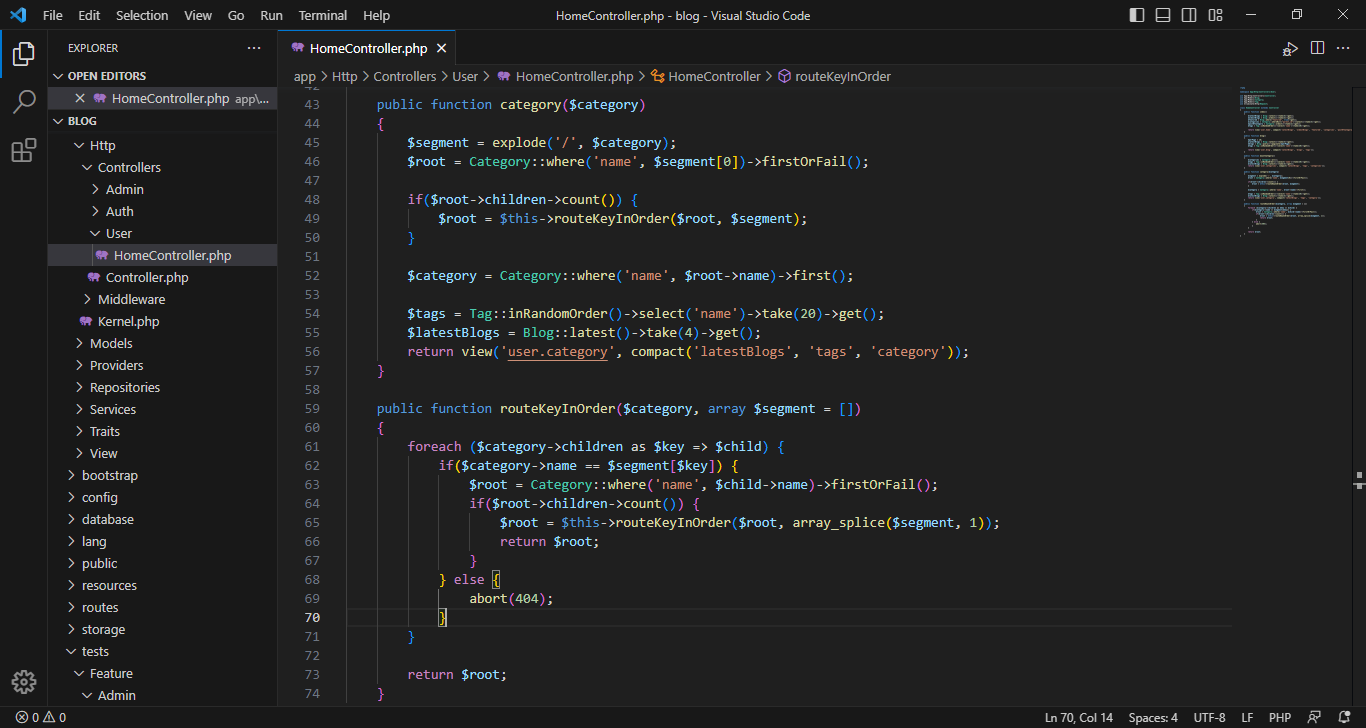 File Edit Selection View Go Run Terminal Help
HomeController.php - blog - Visual Studio Code
EXPLORER
OPEN EDITORS
HomeController.php app\...
BLOG
Http
Controllers
Admin
Auth
User
HomeController.php
Controller.php
Middleware
Kernel.php
Models
Providers
Repositories
Services
Traits
View
bootstrap
config
database
lang
public
resources
routes
storage
tests
Feature
Admin
HomeController.php
app > Http > Controllers > User > HomeController.php > HomeController > routeKeyInOrder
42
43 public function category($category)
44 {
45 $segment = explode('/', $category);
46 $root = Category::where('name', $segment[0])->firstOrFail();
47
48 if($root->children->count()) {
49 $root = $this->routeKeyInOrder($root, $segment);
50 }
51
52 $category = Category::where('name', $root->name)->first();
53
54 $tags = Tag::inRandomOrder()->select('name')->take(20)->get();
55 $latestBlogs = Blog::latest()->take(4)->get();
56 return view('user.category', compact('latestBlogs', 'tags', 'category'));
57 }
58
59 public function routeKeyInOrder($category, array $segment = [])
60 {
61 foreach ($category->children as $key => $child) {
62 if($category->name == $segment[$key]) {
63 $root = Category::where('name', $child->name)->firstOrFail();
64 if($root->children->count()) {
65 $root = $this->routeKeyInOrder($root, array_splice($segment, 1));
66 return $root;
67 }
68 } else {
69 abort(404);
70 }
71 }
72
73 return $root;
74 }
0 0
Ln 70, Col 14 Spaces: 4 UTF-8 LF PHP